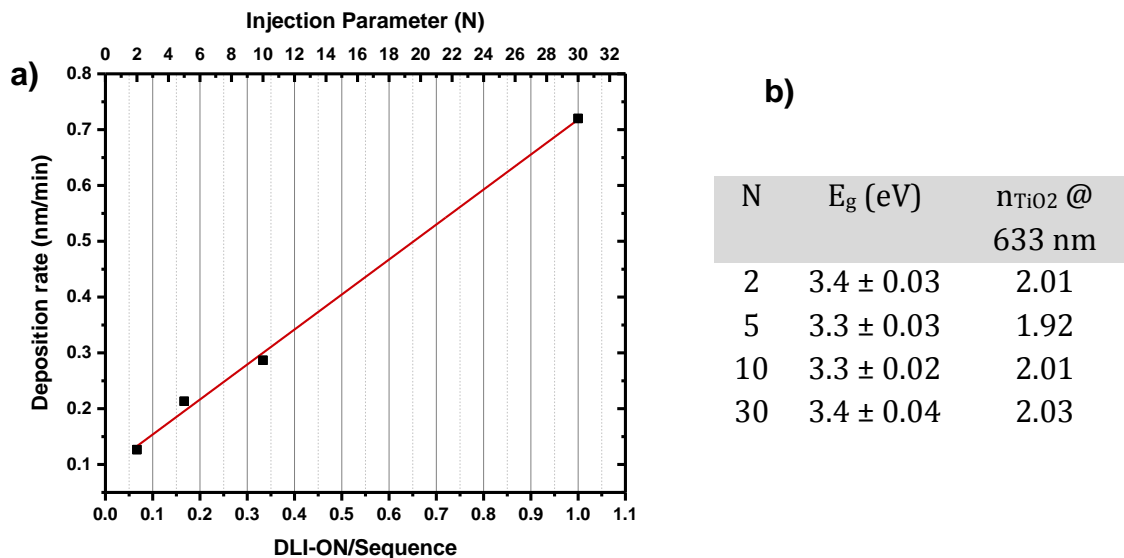 Injection Parameter (N)
0 2 4 6 8 10 12 14 16 18 20 22 24 26 28 30 32
a)
0.8
0.7
0.6
0.5
0.4
0.3
0.2
0.1
Deposition rate (nm/min)
0.0 0.1 0.2 0.3 0.4 0.5 0.6 0.7 0.8 0.9 1.0 1.1
DLI-ON/Sequence
b)
N Eg (eV) nTiO2 @
633 nm
2 3.4 ± 0.03 2.01
5 3.3 ± 0.03 1.92
10 3.3 ± 0.02 2.01
30 3.4 ± 0.04 2.03